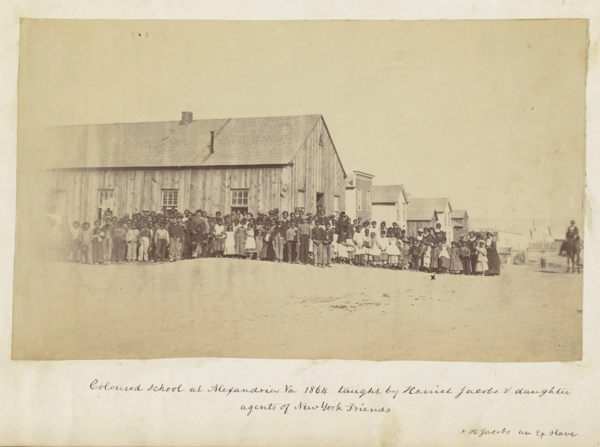 x
Coloured School at Alexandria Va 1864 taught by Harriet Jacobs & daughter
agents of New York Friends
x H Jacobs an Ex Slave